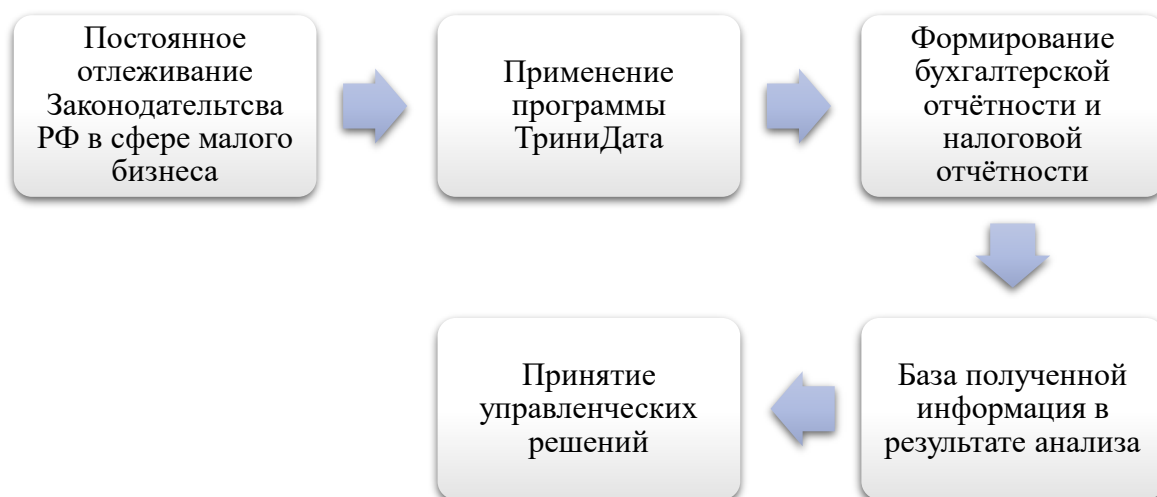 Постоянное
отлеживание
Законодательтсва
РФ в сфере малого
бизнеса
Применение
программы
ТриниДата
Формирование
бухгалтерской
отчётности и
налоговой
отчётности
База полученной
информация в
результате анализа
Принятие
управленческих
решений